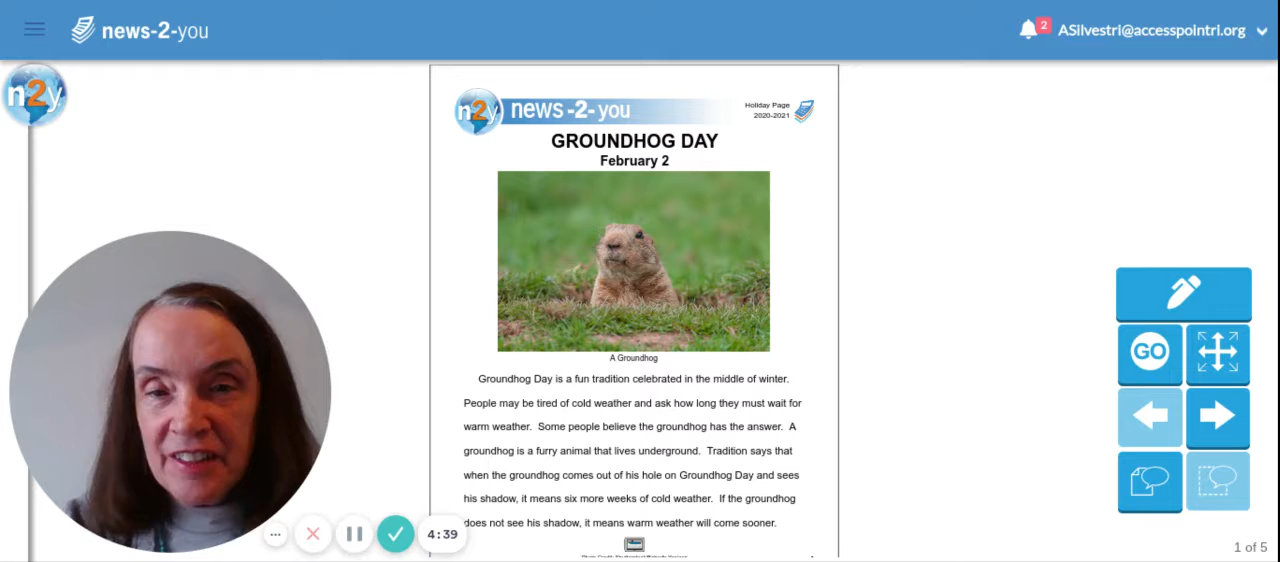 news-2-you
2
ASilvestri@accesspointri.org
n2y
n2y news-2-you
Holiday Page
2020-2021
GROUNDHOG DAY
February 2
A Groundhog
Groundhog Day is a fun tradition celebrated in the middle of winter.
People may be tired of cold weather and ask how long they must wait for
warm weather. Some people believe the groundhog has the answer. A
groundhog is a furry animal that lives underground. Tradition says that
when the groundhog comes out of his hole on Groundhog Day and sees
his shadow, it means six more weeks of cold weather. If the groundhog
does not see his shadow, it means warm weather will come sooner.
GO
4:39
1 of 5